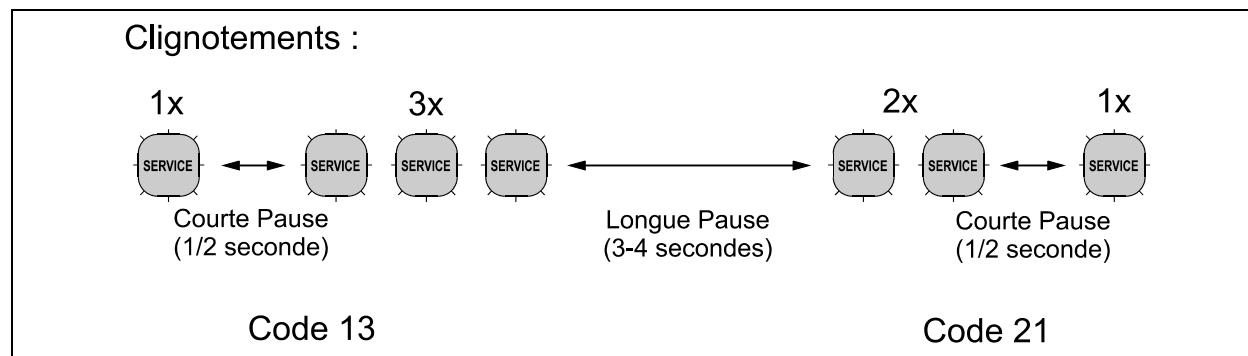 Clignotements :
1x 3x 2x 1x
SERVICE SERVICE SERVICE SERVICE SERVICE SERVICE SERVICE
Courte Pause
(1/2 seconde)
Longue Pause
(3-4 secondes)
Courte Pause
(1/2 seconde)
Code 13 Code 21